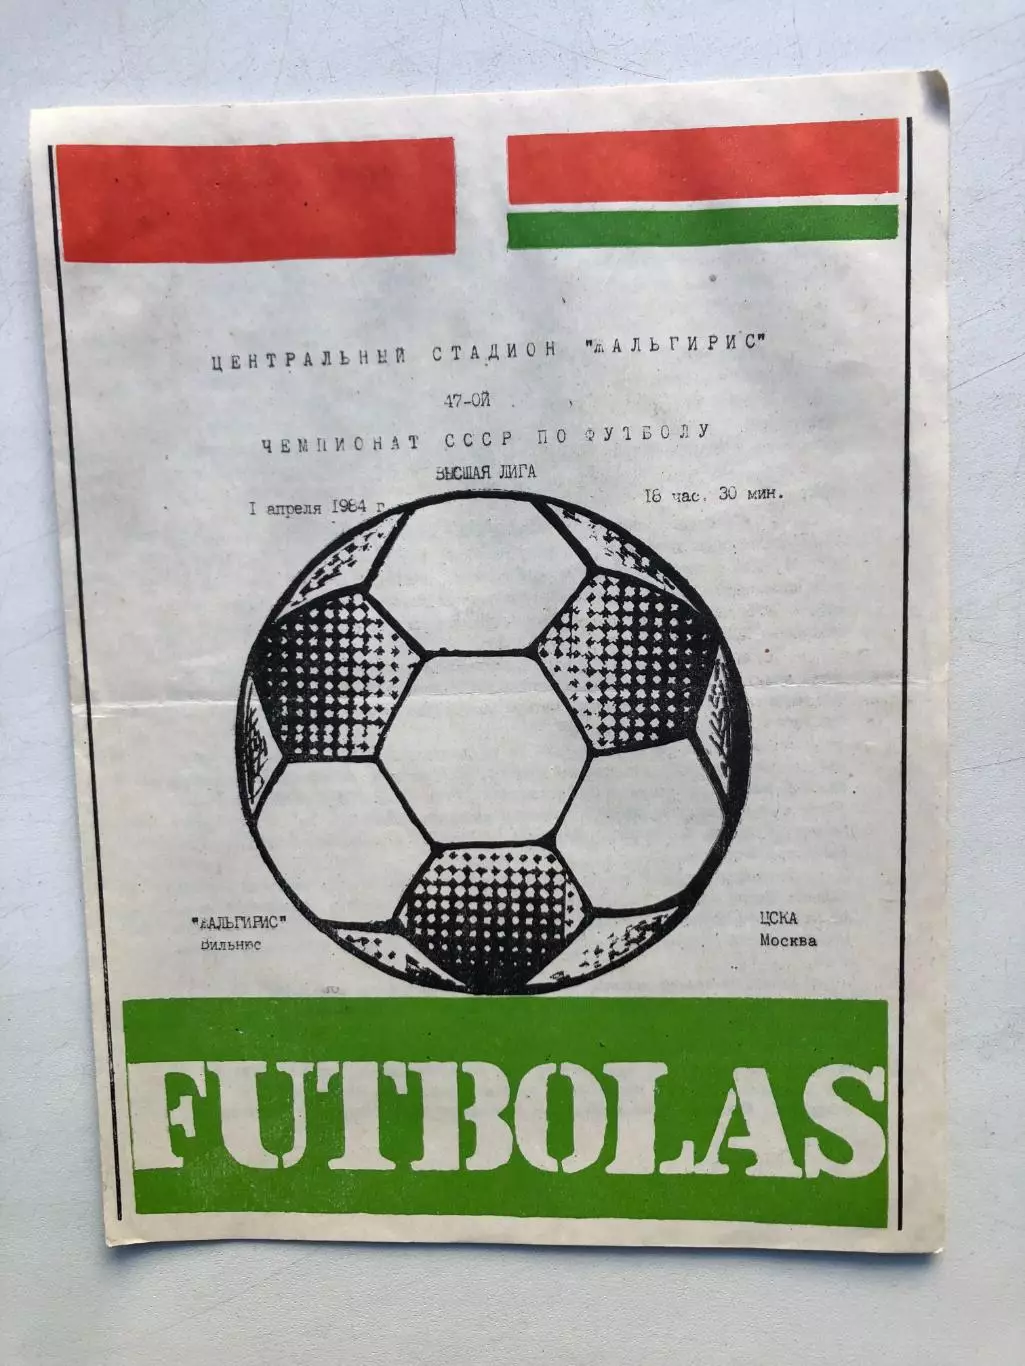 ЦЕНТРАЛЬНЫЙ СТАДИОН "ЖАЛЬГИРИС"
47-ОЙ
ЧЕМПИОНАТ СССР ПО ФУТБОЛУ
ВЫСШАЯ ЛИГА
I апреля 1984 г. 18 час. 30 мин.
"ЖАЛЬГИРИС" ЦСКА
Вильнюс Москва
FUTBOLAS